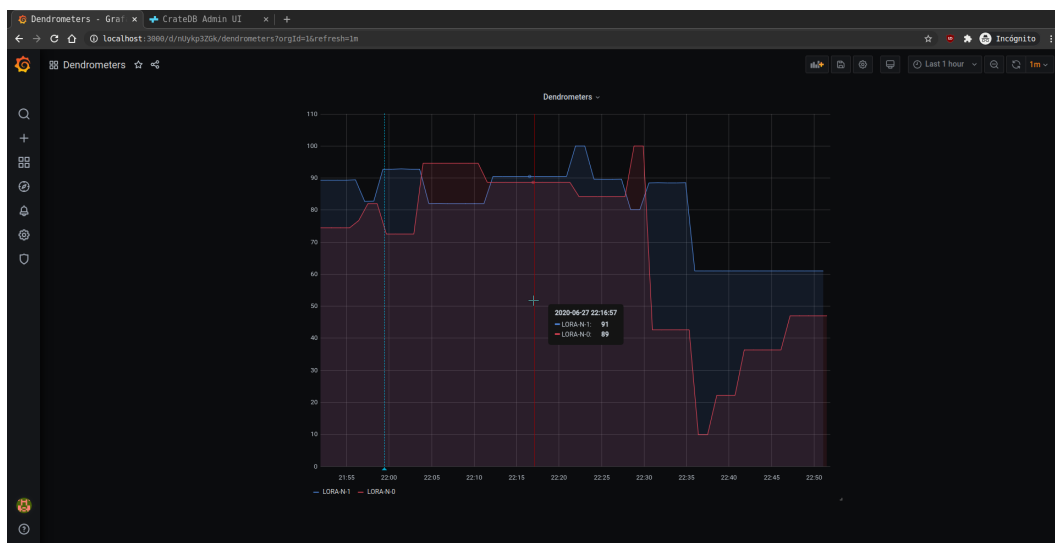 Dendrometers - Graf × CrateDB Admin UI × +
localhost:3000/d/nUykp3ZGk/dendrometers?orgId=1&refresh=1m Incógnito
Dendrometers Last 1 hour 1m
Dendrometers
110
100
90
80
70
60
50
40
30
20
10
0
2020-06-27 22:16:57
LORA-N-1: 91
LORA-N-0: 89
21:55 22:00 22:05 22:10 22:15 22:20 22:25 22:30 22:35 22:40 22:45 22:50
LORA-N-1 LORA-N-0